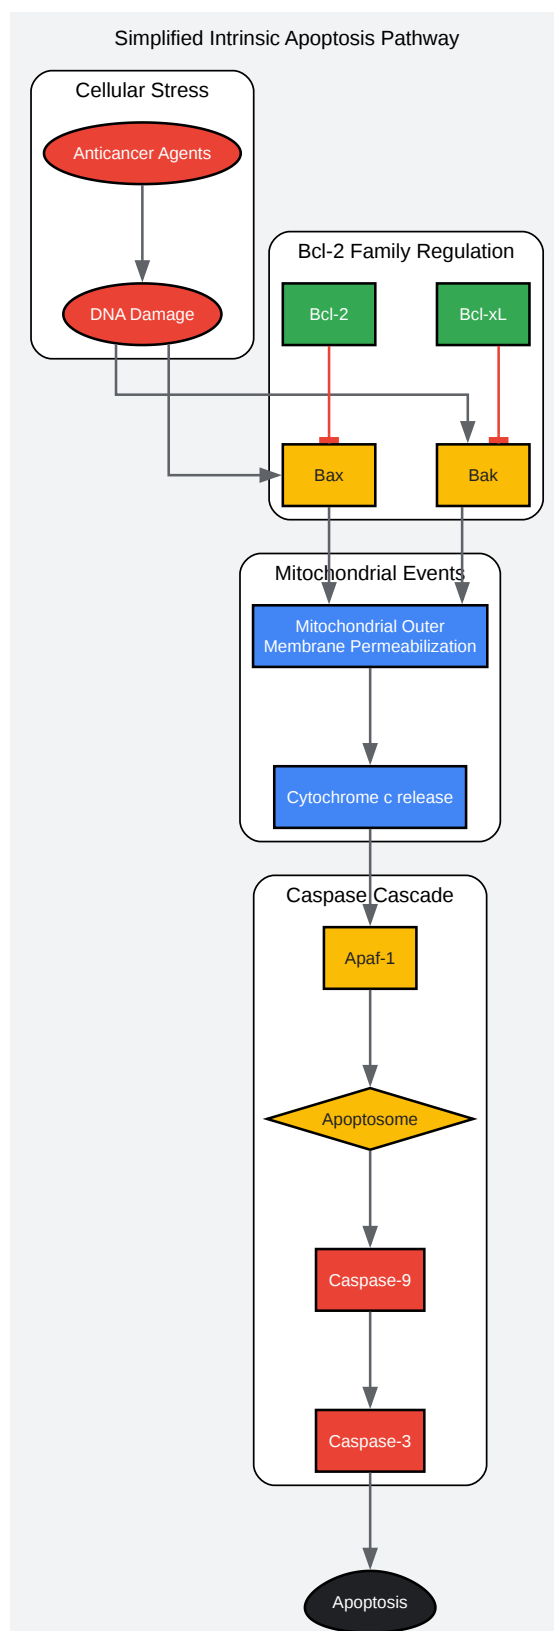 Simplified Intrinsic Apoptosis Pathway
Cellular Stress
Anticancer Agents
DNA Damage
Bcl-2 Family Regulation
Bcl-2
Bcl-xL
Bax
Bak
Mitochondrial Events
Mitochondrial Outer
Membrane Permeabilization
Cytochrome c release
Caspase Cascade
Apaf-1
Apoptosome
Caspase-9
Caspase-3
Apoptosis